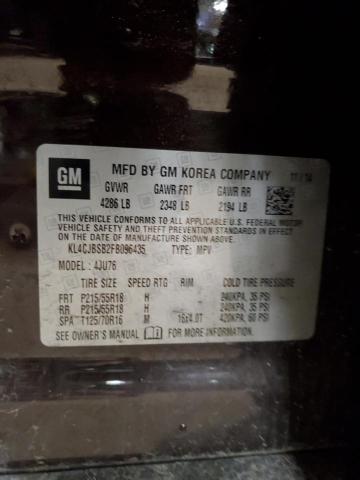 GM
MFD BY GM KOREA COMPANY 11 / 14
GVWR GAWR FRT GAWR RR
4286 LB 2348 LB 2194 LB
THIS VEHICLE CONFORMS TO ALL APPLICABLE U.S. FEDERAL MOTOR
VEHICLE SAFETY AND THEFT PREVENTION STANDARDS IN EFFECT
ON THE DATE OF MANUFACTURE SHOWN ABOVE.
KL4CJBSB2FB096435 TYPE: MPV
MODEL: 4JU76
TIRE SIZE SPEED RTG RIM COLD TIRE PRESSURE
FRT P215/55R18 H 240KPA, 35 PSI
RR P215/55R18 H 240KPA, 35 PSI
SPA T125/70R16 M 16x4.0T 420KPA, 60 PSI
SEE OWNER'S MANUAL FOR ADDITIONAL INFORMATION.